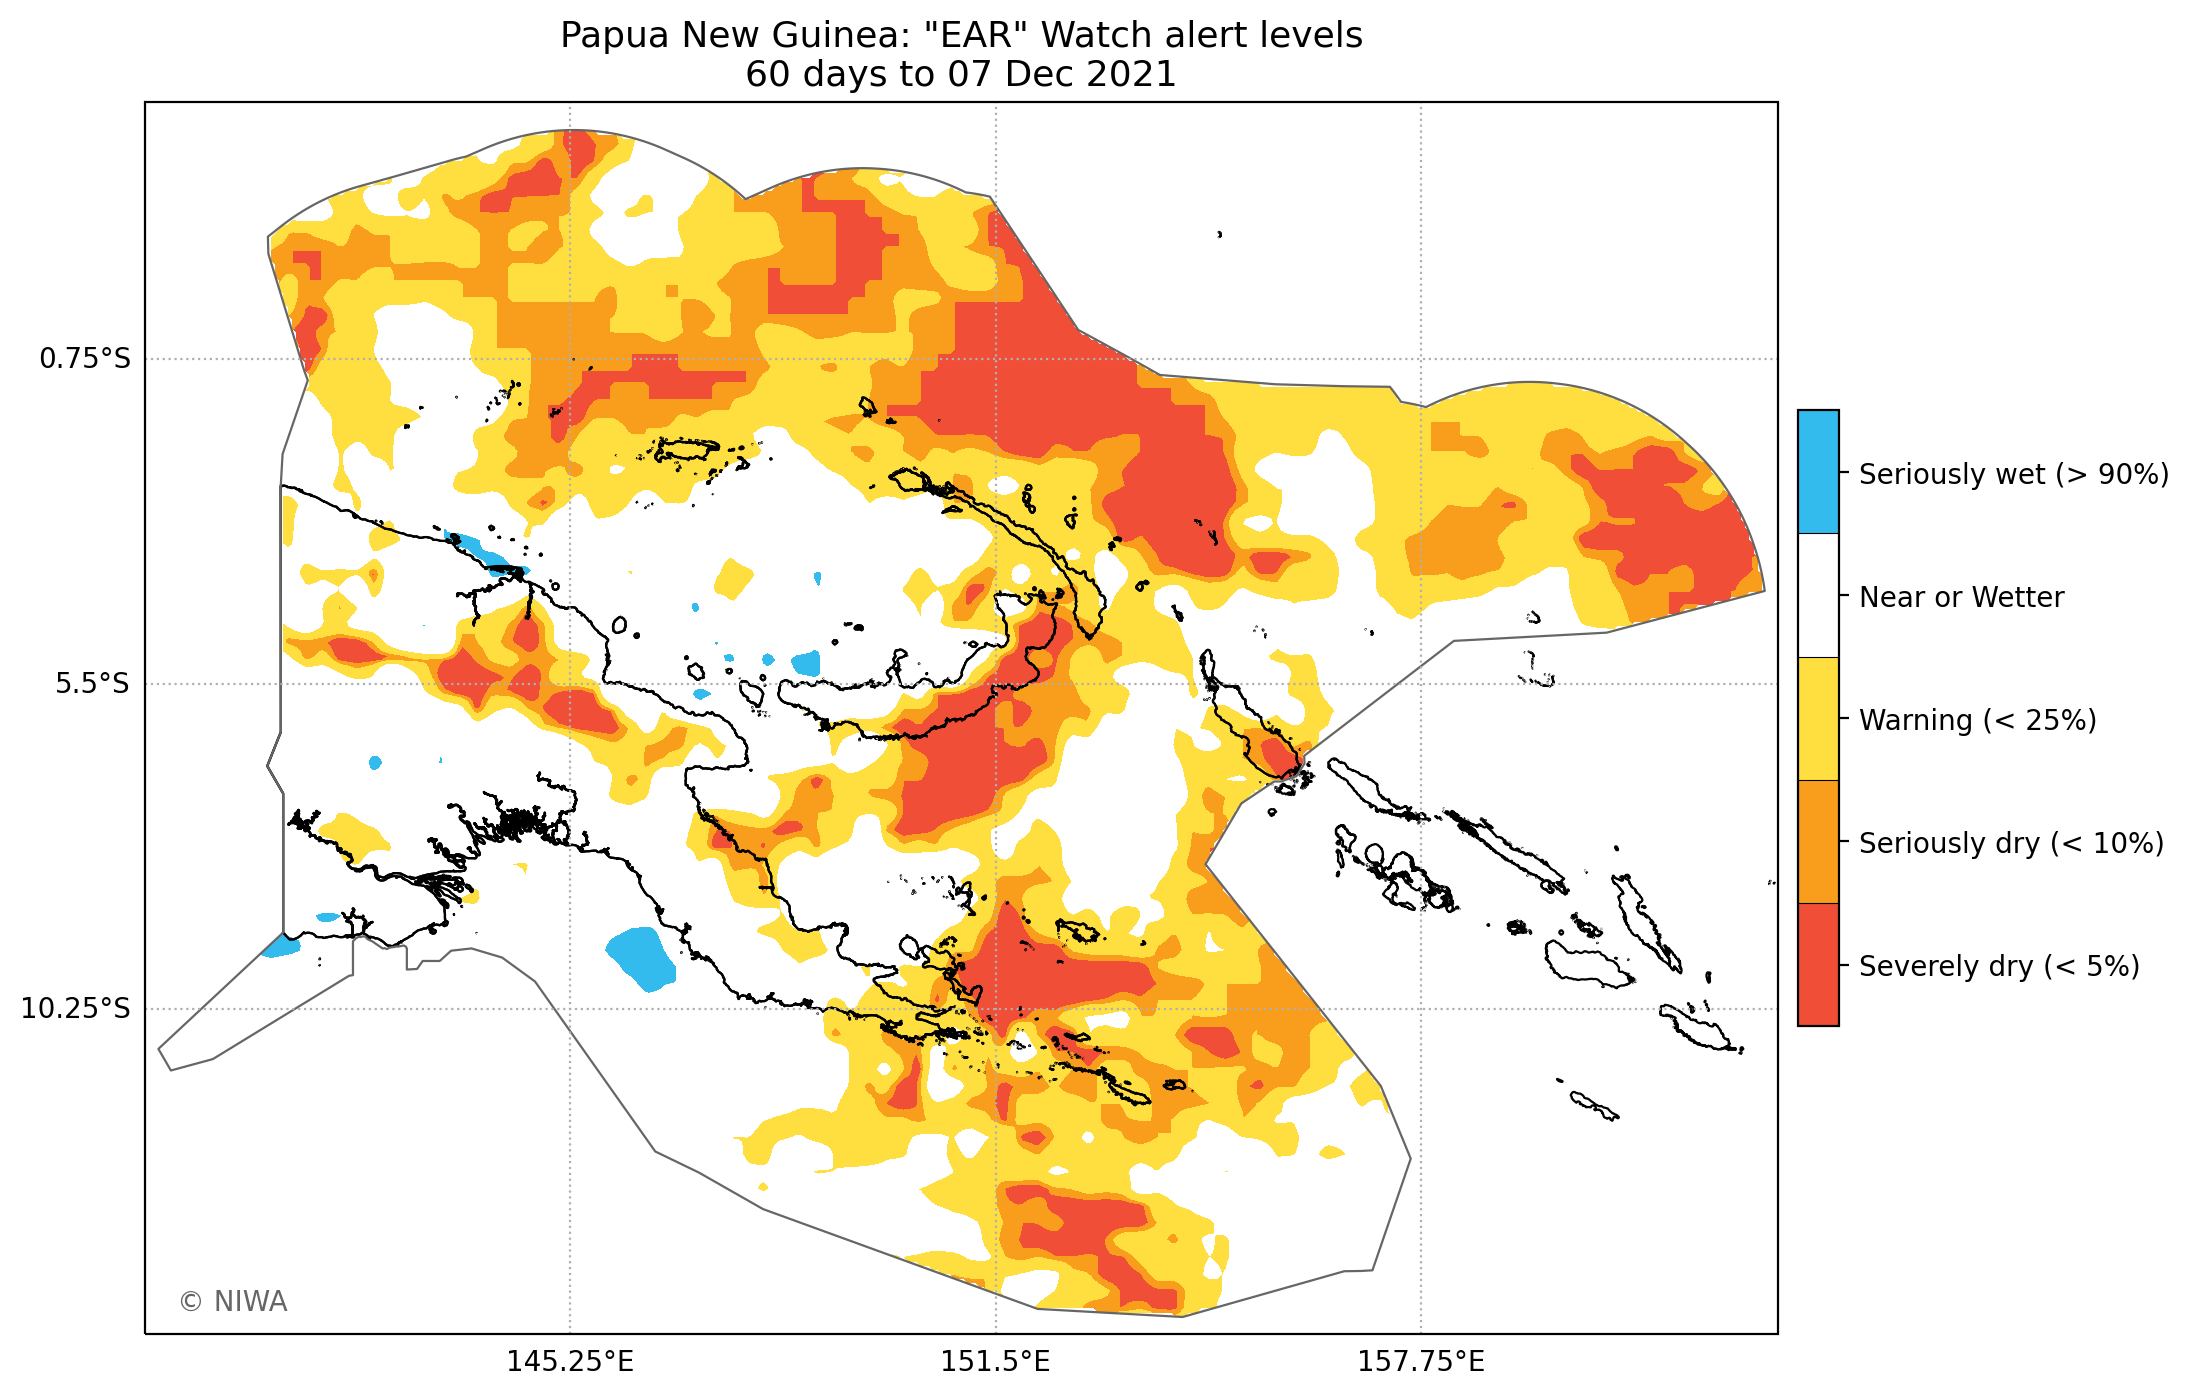 Papua New Guinea: "EAR" Watch alert levels
60 days to 07 Dec 2021
0.75°S
5.5°S
10.25°S
145.25°E
151.5°E
157.75°E
Seriously wet (> 90%)
Near or Wetter
Warning (< 25%)
Seriously dry (< 10%)
Severely dry (< 5%)
© NIWA